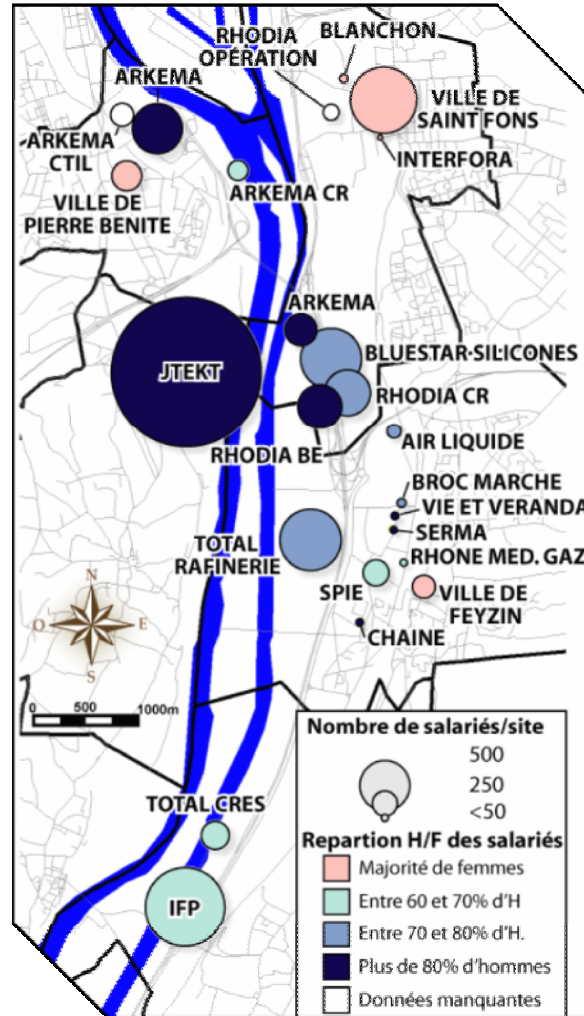 BLANCHON
RHODIA
OPÉRATION
ARKEMA
VILLE DE
SAINT FONS
ARKEMA
CTIL
INTERFORA
ARKEMA CR
VILLE DE
PIERRE BENITE
ARKEMA
JTEKT
BLUESTAR SILICONES
RHODIA CR
AIR LIQUIDE
RHODIA BE
BROC MARCHE
VIE ET VERANDA
SERMA
TOTAL
RAFINERIE
RHONE MED. GAZ
SPIE
VILLE DE
FEYZIN
CHAINE
N
O
E
S
0 500 1000m
TOTAL CRES
IFP
Nombre de salariés/site
500
250
<50
Repartion H/F des salariés
Majorité de femmes
Entre 60 et 70% d'H
Entre 70 et 80% d'H.
Plus de 80% d'hommes
Données manquantes